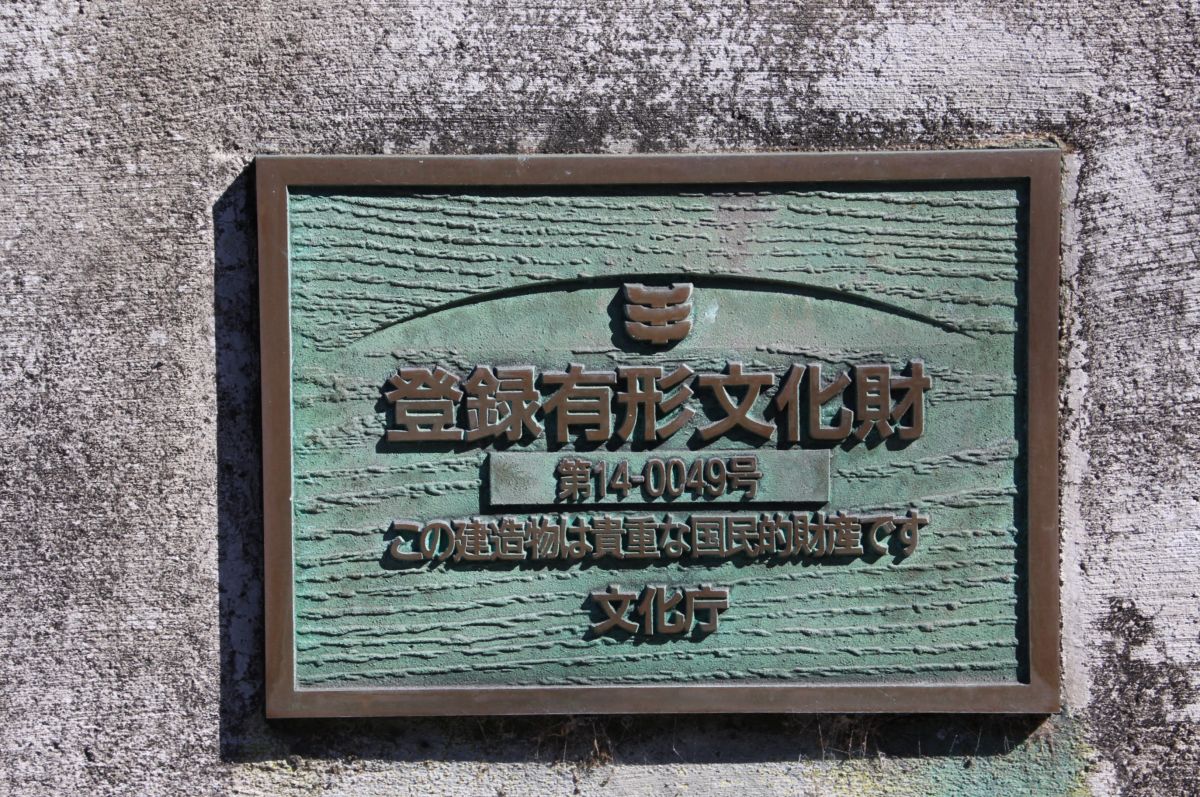 登録有形文化財
第14-0049号
この建造物は貴重な国民的財産です
文化庁